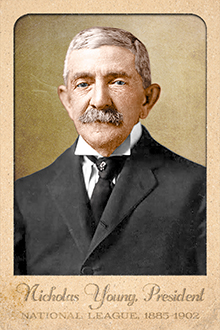 Nicholas Young, President
NATIONAL LEAGUE, 1885-1902